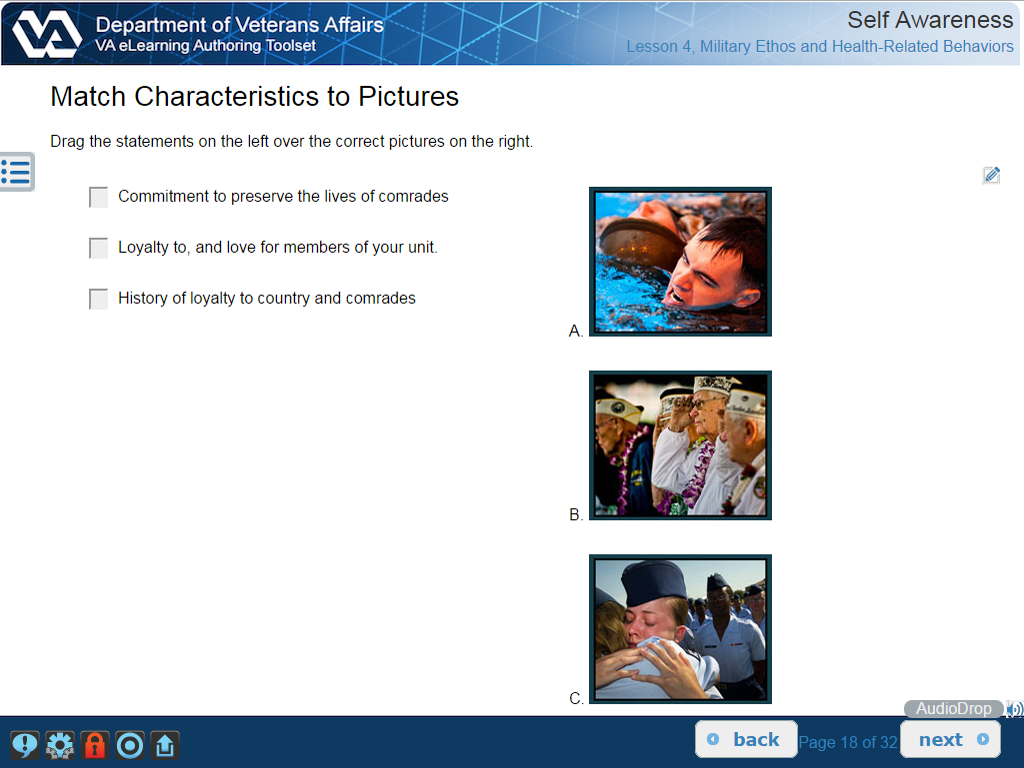 VA
Department of Veterans Affairs
VA eLearning Authoring Toolset
Self Awareness
Lesson 4, Military Ethos and Health-Related Behaviors
Match Characteristics to Pictures
Drag the statements on the left over the correct pictures on the right.
Commitment to preserve the lives of comrades
Loyalty to, and love for members of your unit.
History of loyalty to country and comrades
A.
B.
C.
AudioDrop
back
Page 18 of 32
next